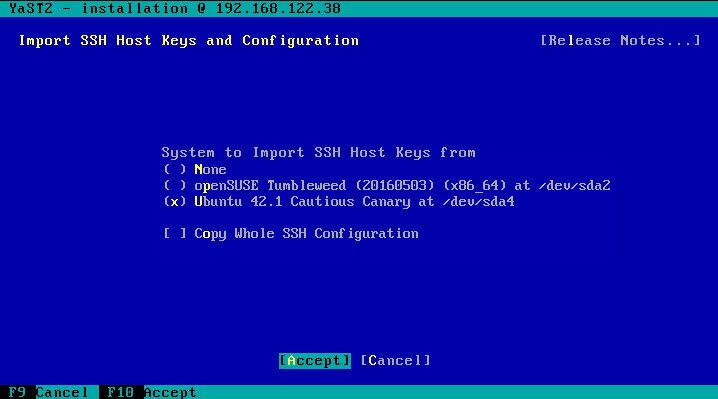 YaST2 - installation @ 192.168.122.38
Import SSH Host Keys and Configuration [Release Notes...]
System to Import SSH Host Keys from
( ) None
( ) openSUSE Tumbleweed (20160503) (x86_64) at /dev/sda2
(x) Ubuntu 42.1 Cautious Canary at /dev/sda4
[ ] Copy Whole SSH Configuration
[Accept] [Cancel]
F9 Cancel F10 Accept